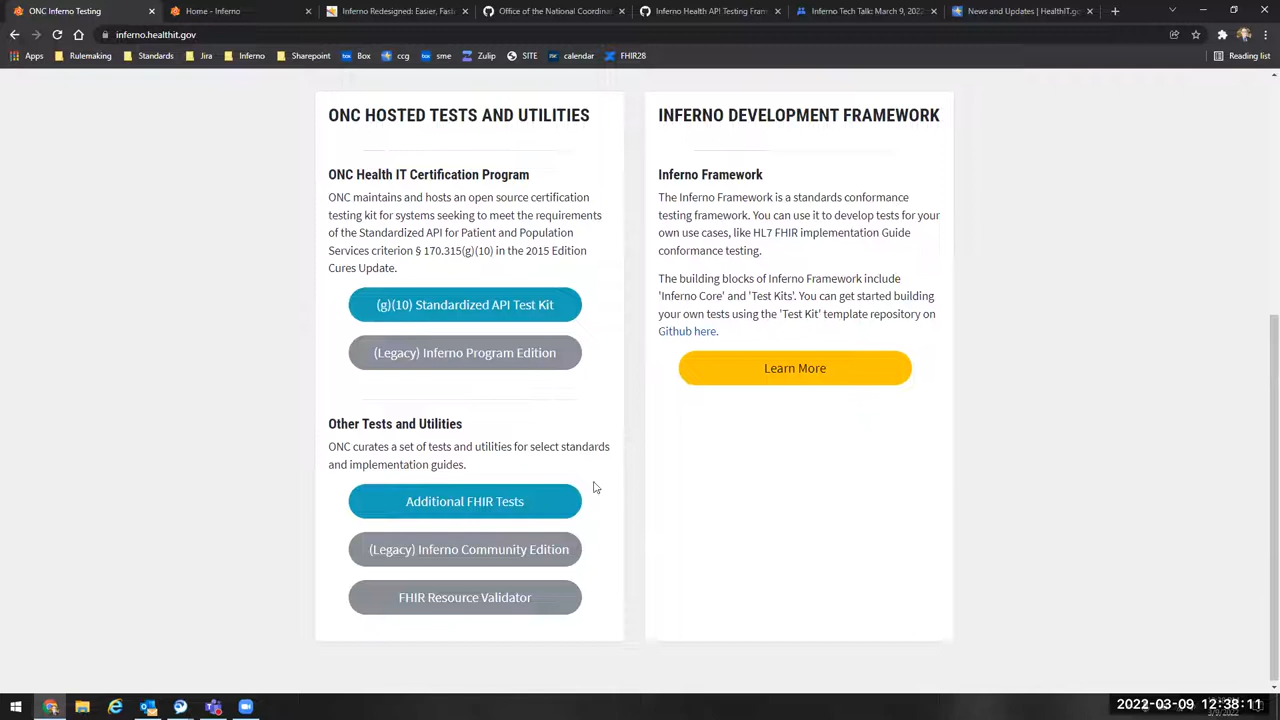 ONC Inferno Testing
Home – Inferno
Inferno Redesigned: Easier, Faste
Office of the National Coordinat
Inferno Health API Testing Fram
Inferno Tech Talk: March 9, 2022
News and Updates | HealthIT.go
inferno.healthit.gov
Apps
Rulemaking
Standards
Jira
Inferno
Sharepoint
Box
ccg
sme
Zulip
SITE
calendar
FHIR28
Reading list
ONC HOSTED TESTS AND UTILITIES
ONC Health IT Certification Program
ONC maintains and hosts an open source certification
testing kit for systems seeking to meet the requirements
of the Standardized API for Patient and Population
Services criterion § 170.315(g)(10) in the 2015 Edition
Cures Update.
(g)(10) Standardized API Test Kit
(Legacy) Inferno Program Edition
Other Tests and Utilities
ONC curates a set of tests and utilities for select standards
and implementation guides.
Additional FHIR Tests
(Legacy) Inferno Community Edition
FHIR Resource Validator
INFERNO DEVELOPMENT FRAMEWORK
Inferno Framework
The Inferno Framework is a standards conformance
testing framework. You can use it to develop tests for your
own use cases, like HL7 FHIR implementation Guide
conformance testing.
The building blocks of Inferno Framework include
'Inferno Core' and 'Test Kits'. You can get started building
your own tests using the 'Test Kit' template repository on
Github here.
Learn More
2022-03-09 12:38:11